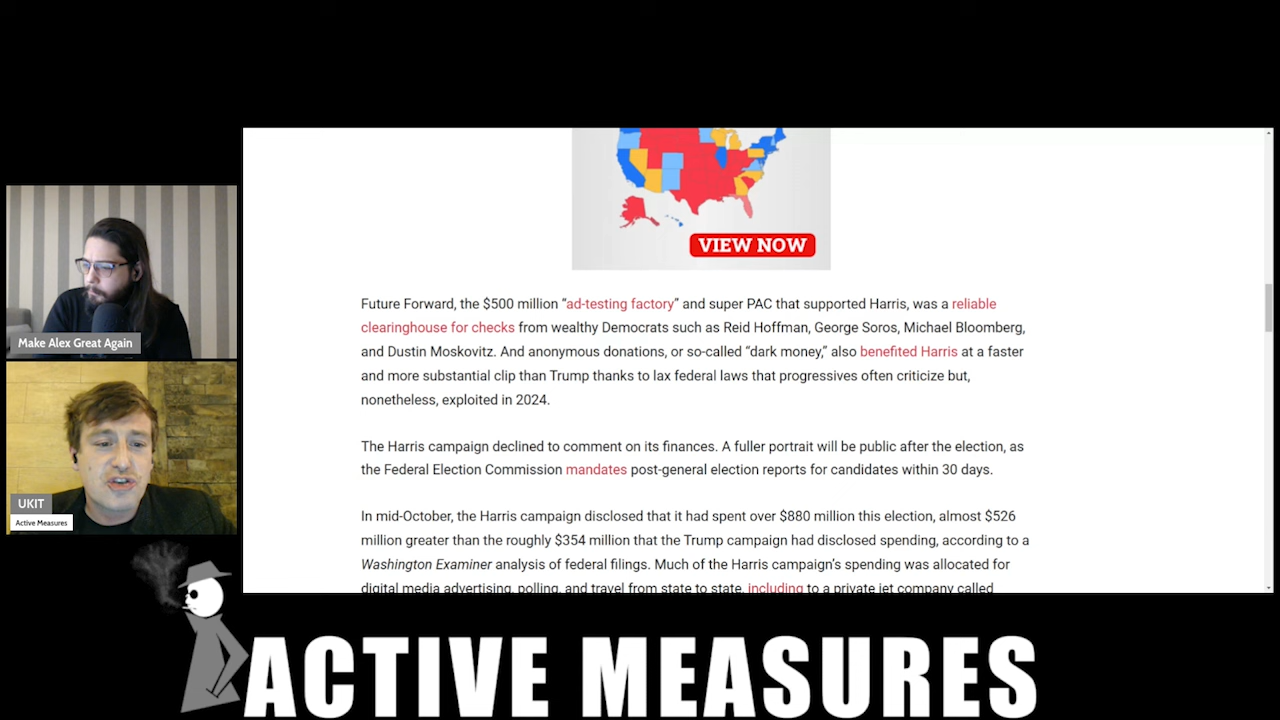 VIEW NOW
Future Forward, the $500 million “ad-testing factory” and super PAC that supported Harris, was a reliable
clearinghouse for checks from wealthy Democrats such as Reid Hoffman, George Soros, Michael Bloomberg,
and Dustin Moskovitz. And anonymous donations, or so-called “dark money,” also benefited Harris at a faster
and more substantial clip than Trump thanks to lax federal laws that progressives often criticize but,
nonetheless, exploited in 2024.
The Harris campaign declined to comment on its finances. A fuller portrait will be public after the election, as
the Federal Election Commission mandates post-general election reports for candidates within 30 days.
In mid-October, the Harris campaign disclosed that it had spent over $880 million this election, almost $526
million greater than the roughly $354 million that the Trump campaign had disclosed spending, according to a
Washington Examiner analysis of federal filings. Much of the Harris campaign’s spending was allocated for
digital media advertising, polling, and travel from state to state, including to a private jet company called
Make Alex Great Again
UKIT
Active Measures
ACTIVE MEASURES